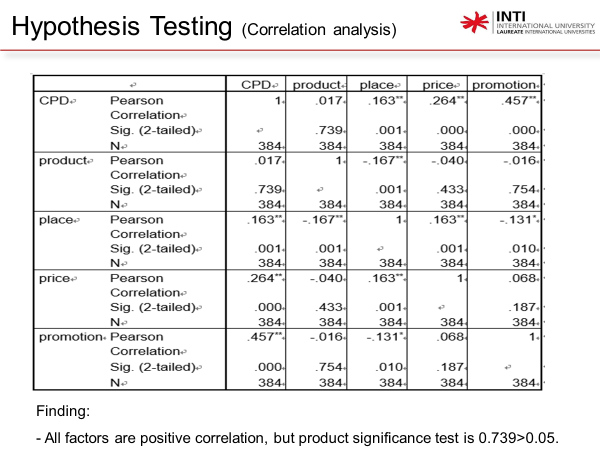 Hypothesis Testing (Correlation analysis)
INTI
INTERNATIONAL UNIVERSITY
LAUREATE INTERNATIONAL UNIVERSITIES
CPD product place price promotion
CPD Pearson Correlation 1 .017 .163** .264** .457**
Sig. (2-tailed) .739 .001 .000 .000
N 384 384 384 384 384
product Pearson Correlation .017 1 -.167** -.040 -.016
Sig. (2-tailed) .739 .001 .433 .754
N 384 384 384 384 384
place Pearson Correlation .163** -.167** 1 .163** -.131*
Sig. (2-tailed) .001 .001 .001 .010
N 384 384 384 384 384
price Pearson Correlation .264** -.040 .163** 1 .068
Sig. (2-tailed) .000 .433 .001 .187
N 384 384 384 384 384
promotion Pearson Correlation .457** -.016 -.131* .068 1
Sig. (2-tailed) .000 .754 .010 .187
N 384 384 384 384 384
Finding:
- All factors are positive correlation, but product significance test is 0.739>0.05.